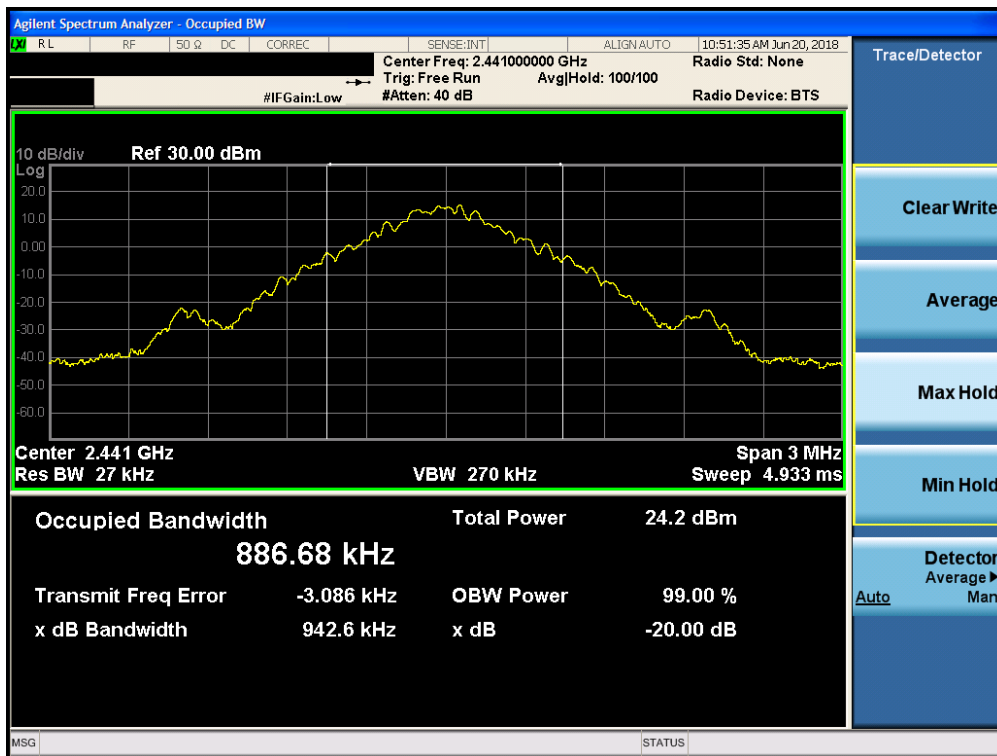 Agilent Spectrum Analyzer - Occupied BW
LXI RL RF 50 Ω DC CORREC SENSE:INT ALIGN AUTO 10:51:35 AM Jun 20, 2018
Center Freq: 2.441000000 GHz Radio Std: None
Trig: Free Run Avg|Hold: 100/100
#IFGain:Low #Atten: 40 dB Radio Device: BTS
10 dB/div Ref 30.00 dBm
Log
20.0
10.0
0.00
-10.0
-20.0
-30.0
-40.0
-50.0
-60.0
Center 2.441 GHz Span 3 MHz
Res BW 27 kHz VBW 270 kHz Sweep 4.933 ms
Occupied Bandwidth Total Power 24.2 dBm
886.68 kHz
Transmit Freq Error -3.086 kHz OBW Power 99.00 %
x dB Bandwidth 942.6 kHz x dB -20.00 dB
MSG STATUS
Trace/Detector
Clear Write
Average
Max Hold
Min Hold
Detector
Average
Auto Man